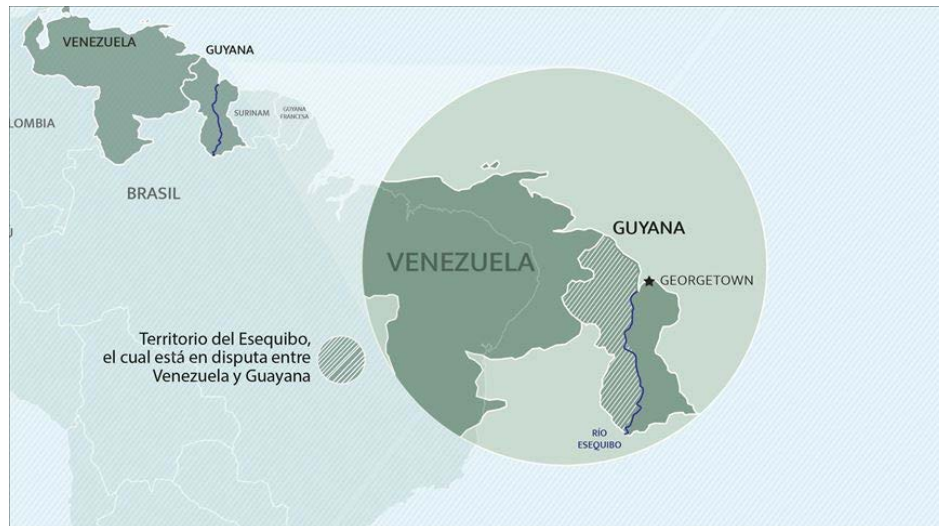 VENEZUELA
GUYANA
SURINAM
GUYANA
FRANCESA
OLOMBIA
BRASIL
U
GUYANA
VENEZUELA
GEORGETOWN
Territorio del Esequibo,
el cual está en disputa entre
Venezuela y Guayana
RÍO
ESEQUIBO